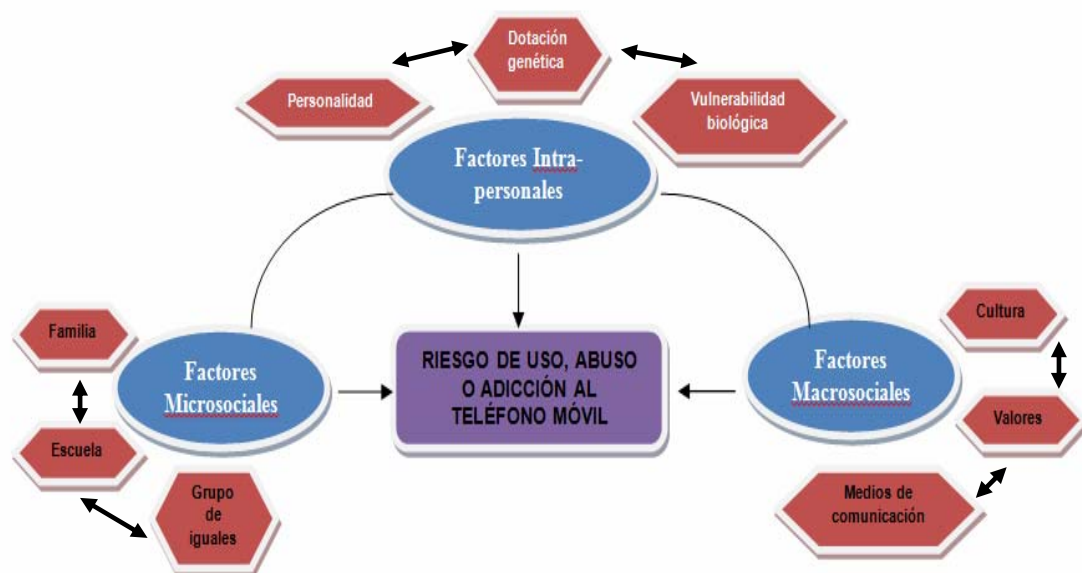 Dotación
genética
Personalidad
Vulnerabilidad
biológica
Factores Intra-
personales
Familia
Factores
Microsociales
Escuela
Grupo
de
iguales
RIESGO DE USO, ABUSO
O ADICCIÓN AL
TELÉFONO MÓVIL
Cultura
Factores
Macrosociales
Valores
Medios de
comunicación